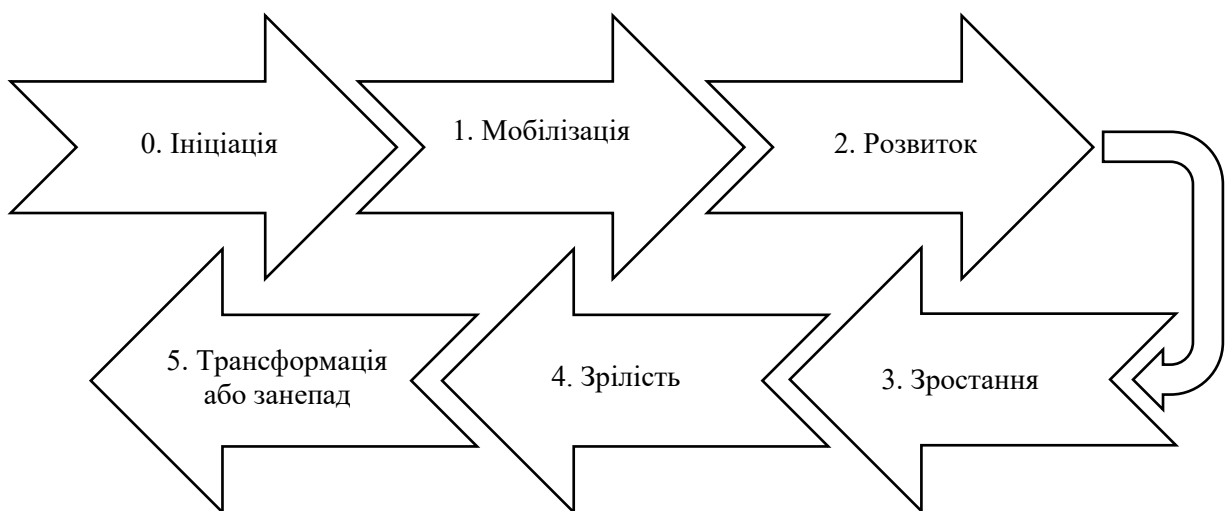 0. Ініціація
1. Мобілізація
2. Розвиток
3. Зростання
4. Зрілість
5. Трансформація
або занепад